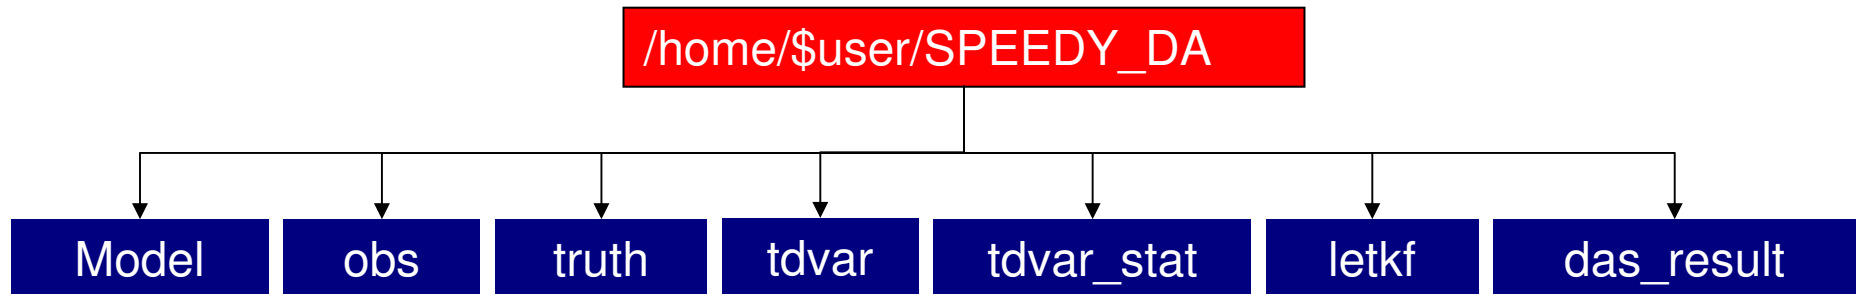 /home/$user/SPEEDY_DA
Model
obs
truth
tdvar
tdvar_stat
letkf
das_result